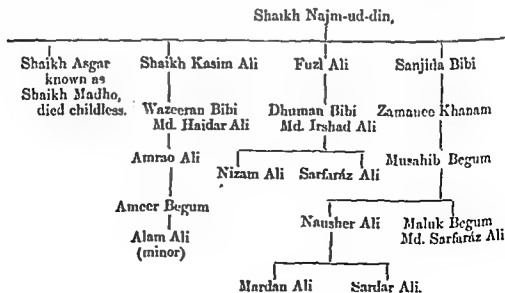 Shaikh Najm-ud-din,
Shaikh Asgar Shaikh Kasim Ali Fuzl Ali Sanjida Bibi
known as
Shaikh Madho,
died childless.
Wazeeran Bibi Dhuman Bibi Zamanee Khanam
Md. Haidar Ali Md. Irshad Ali
Amrao Ali Musahib Begum
Nizam Ali Sarfaráz Ali
Ameer Begum
Nausher Ali Maluk Begum
Md. Sarfaráz Ali
Alam Ali
(minor)
Mardan Ali Sardar Ali.